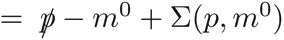 = p̸ − m⁰ + Σ(p, m⁰)